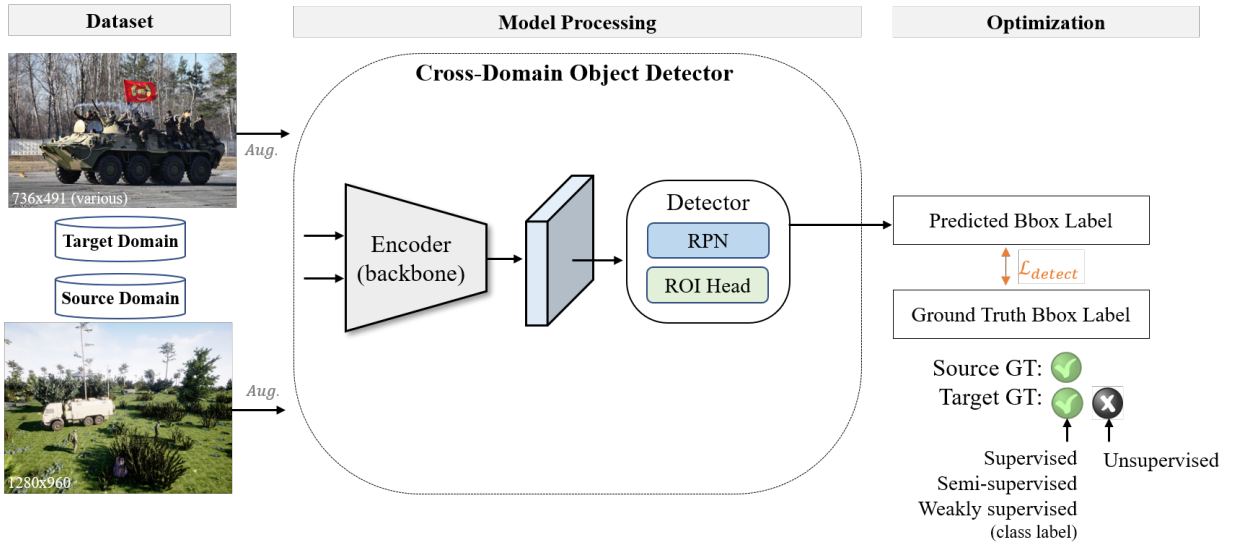 Dataset
Model Processing
Optimization
736x491 (various)
Target Domain
Source Domain
1280x960
Aug.
Aug.
Cross-Domain Object Detector
Encoder
(backbone)
Detector
RPN
ROI Head
Predicted Bbox Label
ℒdetect
Ground Truth Bbox Label
Source GT:
Target GT:
Supervised
Semi-supervised
Weakly supervised
(class label)
Unsupervised